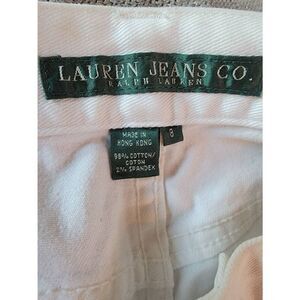 LAUREN JEANS CO.
RALPH LAUREN
MADE IN
HONG KONG
8
98% COTTON/
COTON
2% SPANDEX